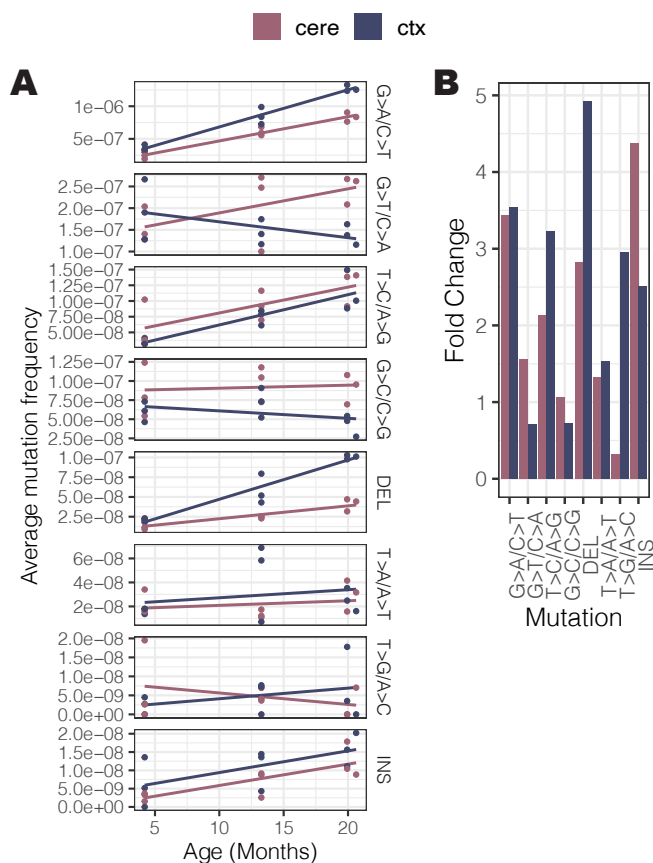 cere ctx
A
B
Average mutation frequency
1e-06
5e-07
G>A/C>T
2.5e-07
2.0e-07
1.5e-07
1.0e-07
G>T/C>A
1.50e-07
1.25e-07
1.00e-07
7.50e-08
5.00e-08
T>C/A>G
1.25e-07
1.00e-07
7.50e-08
5.00e-08
2.50e-08
G>C/C>G
1.0e-07
7.5e-08
5.0e-08
2.5e-08
DEL
6e-08
4e-08
2e-08
T>A/A>T
2.0e-08
1.5e-08
1.0e-08
5.0e-09
0.0e+00
T>G/A>C
2.0e-08
1.5e-08
1.0e-08
5.0e-09
0.0e+00
INS
5 10 15 20
Age (Months)
Fold Change
5
4
3
2
1
0
G>A/C>T
G>T/C>A
T>C/A>G
G>C/C>G
DEL
T>A/A>T
T>G/A>C
INS
Mutation